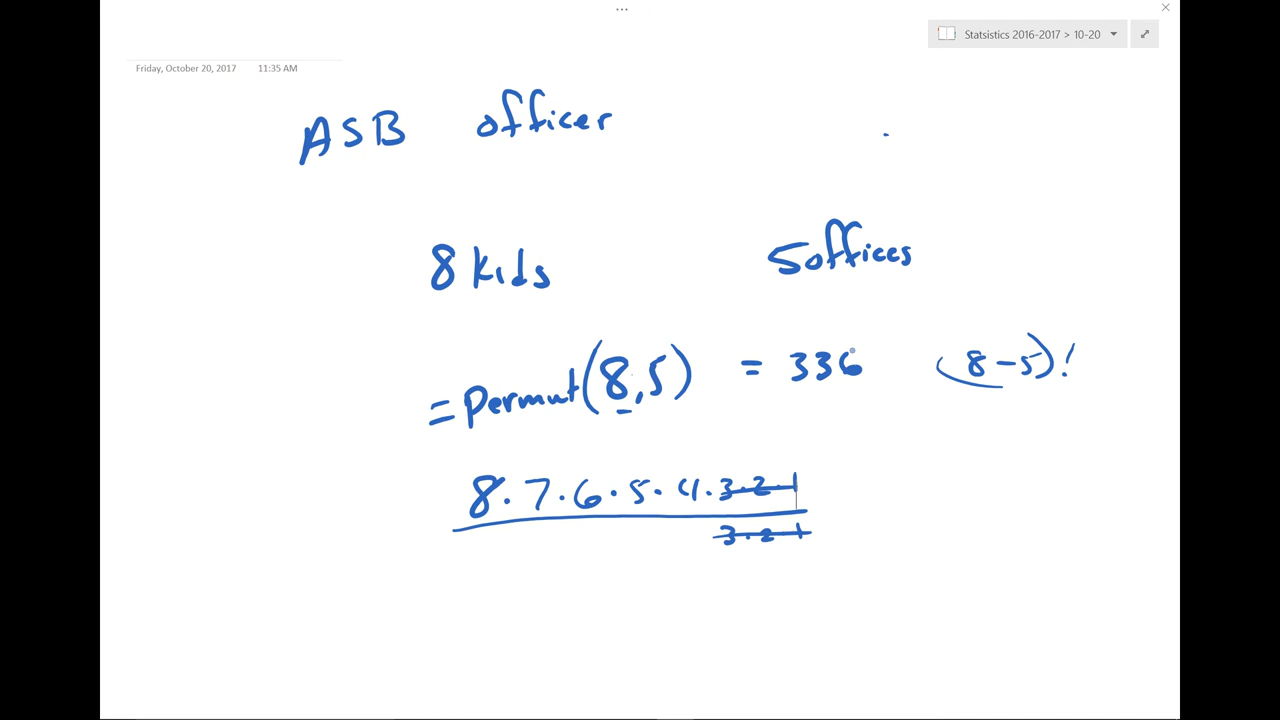 Statsistics 2016-2017 > 10-20
Friday, October 20, 2017 11:35 AM
ASB officer
8 kids 5 offices
=Permut(8,5) = 336 (8-5)!
8·7·6·5·4·3·2·1
3·2·1